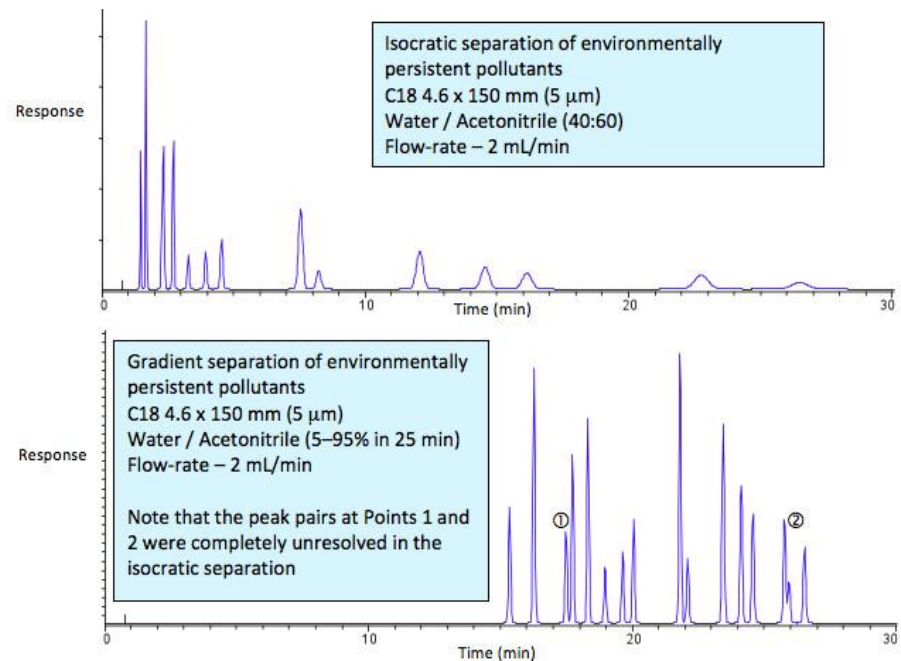 Isocratic separation of environmentally
persistent pollutants
C18 4.6 x 150 mm (5 μm)
Water / Acetonitrile (40:60)
Flow-rate – 2 mL/min
Response
0
10
20
30
Time (min)
Gradient separation of environmentally
persistent pollutants
C18 4.6 x 150 mm (5 μm)
Water / Acetonitrile (5–95% in 25 min)
Flow-rate – 2 mL/min
Note that the peak pairs at Points 1 and
2 were completely unresolved in the
isocratic separation
Response
①
②
0
10
20
30
Time (min)